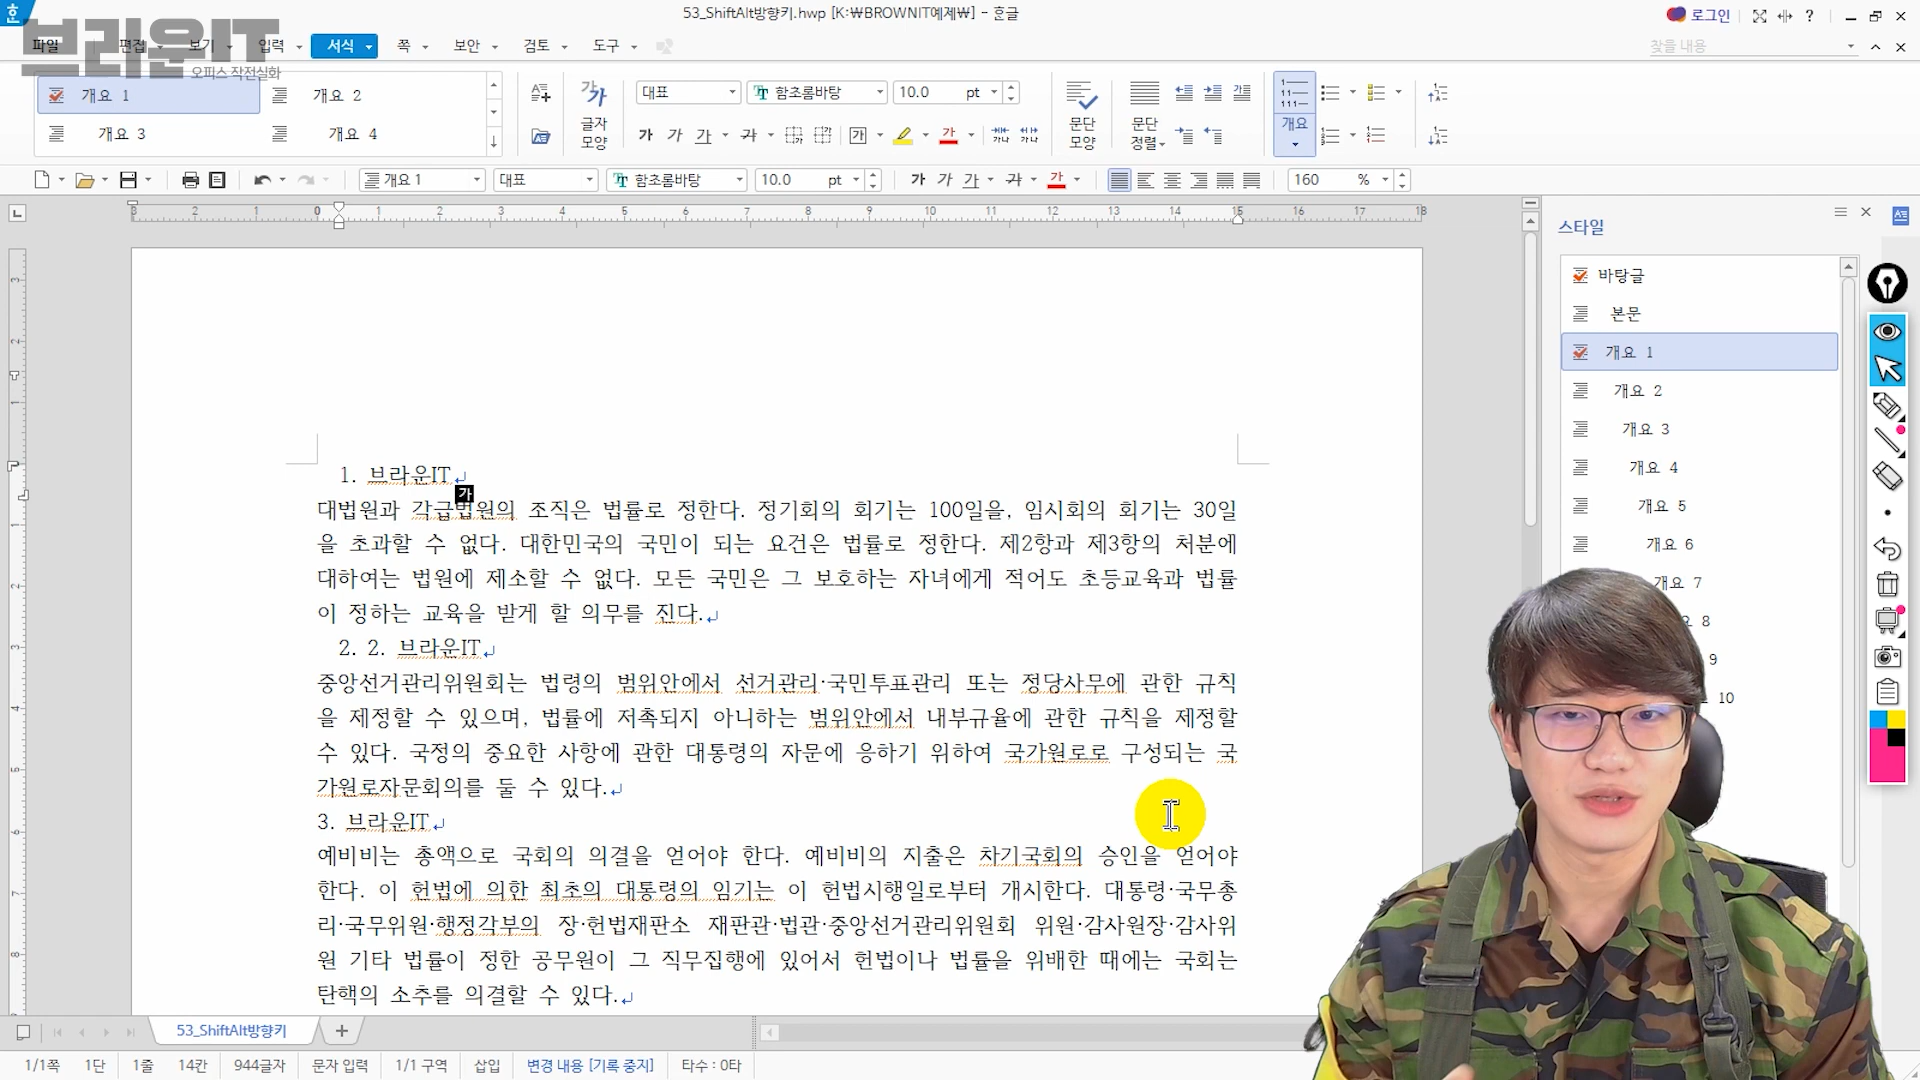 브라운IT
오피스 작전실화
53_ShiftAlt방향키.hwp [K:₩BROWNIT예제₩] - 훈글
로그인
파일 편집 보기 입력 서식 쪽 보안 검토 도구
찾을 내용
개요 1 개요 2
개요 3 개요 4
글자 모양
대표 함초롬바탕 10.0 pt
문단 모양
문단 정렬
개요
개요 1 대표 함초롬바탕 10.0 pt 가 가 가 가 가 160 %
스타일
바탕글
본문
개요 1
개요 2
개요 3
개요 4
개요 5
개요 6
개요 7
8
9
10
1. 브라운IT
가
대법원과 각급법원의 조직은 법률로 정한다. 정기회의 회기는 100일을, 임시회의 회기는 30일
을 초과할 수 없다. 대한민국의 국민이 되는 요건은 법률로 정한다. 제2항과 제3항의 처분에
대하여는 법원에 제소할 수 없다. 모든 국민은 그 보호하는 자녀에게 적어도 초등교육과 법률
이 정하는 교육을 받게 할 의무를 진다.
2. 2. 브라운IT
중앙선거관리위원회는 법령의 범위안에서 선거관리·국민투표관리 또는 정당사무에 관한 규칙
을 제정할 수 있으며, 법률에 저촉되지 아니하는 범위안에서 내부규율에 관한 규칙을 제정할
수 있다. 국정의 중요한 사항에 관한 대통령의 자문에 응하기 위하여 국가원로로 구성되는 국
가원로자문회의를 둘 수 있다.
3. 브라운IT
예비비는 총액으로 국회의 의결을 얻어야 한다. 예비비의 지출은 차기국회의 승인을 얻어야
한다. 이 헌법에 의한 최초의 대통령의 임기는 이 헌법시행일로부터 개시한다. 대통령·국무총
리·국무위원·행정각부의 장·헌법재판소 재판관·법관·중앙선거관리위원회 위원·감사원장·감사위
원 기타 법률이 정한 공무원이 그 직무집행에 있어서 헌법이나 법률을 위배한 때에는 국회는
탄핵의 소추를 의결할 수 있다.
53_ShiftAlt방향키
1/1쪽 1단 1줄 14칸 944글자 문자 입력 1/1 구역 삽입 변경 내용 [기록 중지] 타수 : 0타